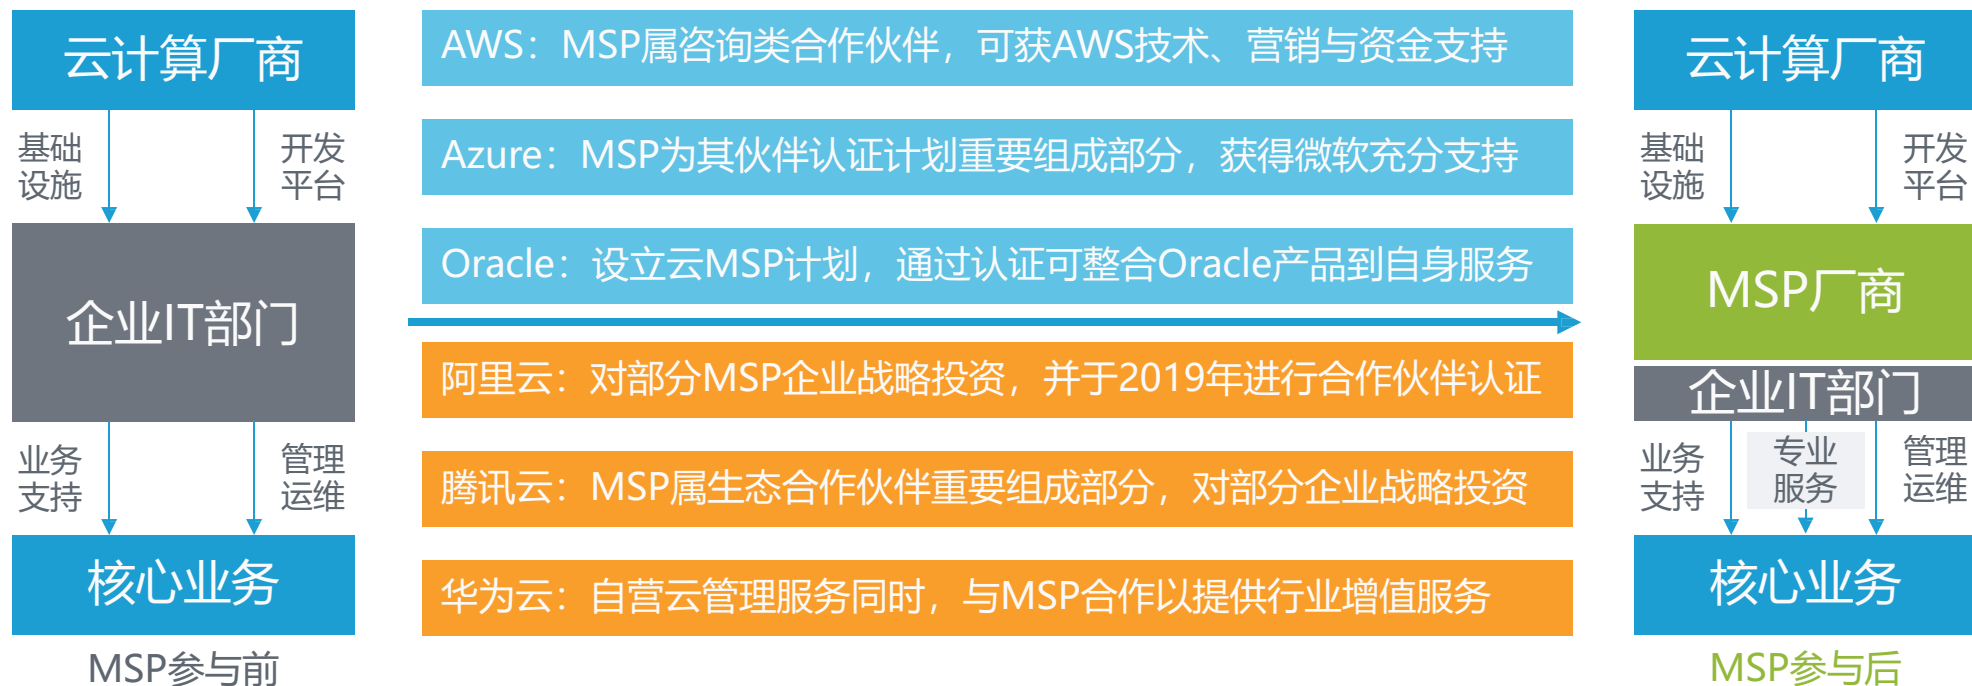 云计算厂商
基础
设施
开发
平台
企业IT部门
业务
支持
管理
运维
核心业务
MSP参与前
AWS：MSP属咨询类合作伙伴，可获AWS技术、营销与资金支持
Azure：MSP为其伙伴认证计划重要组成部分，获得微软充分支持
Oracle：设立云MSP计划，通过认证可整合Oracle产品到自身服务
阿里云：对部分MSP企业战略投资，并于2019年进行合作伙伴认证
腾讯云：MSP属生态合作伙伴重要组成部分，对部分企业战略投资
华为云：自营云管理服务同时，与MSP合作以提供行业增值服务
云计算厂商
基础
设施
开发
平台
MSP厂商
企业IT部门
业务
支持
专业
服务
管理
运维
核心业务
MSP参与后